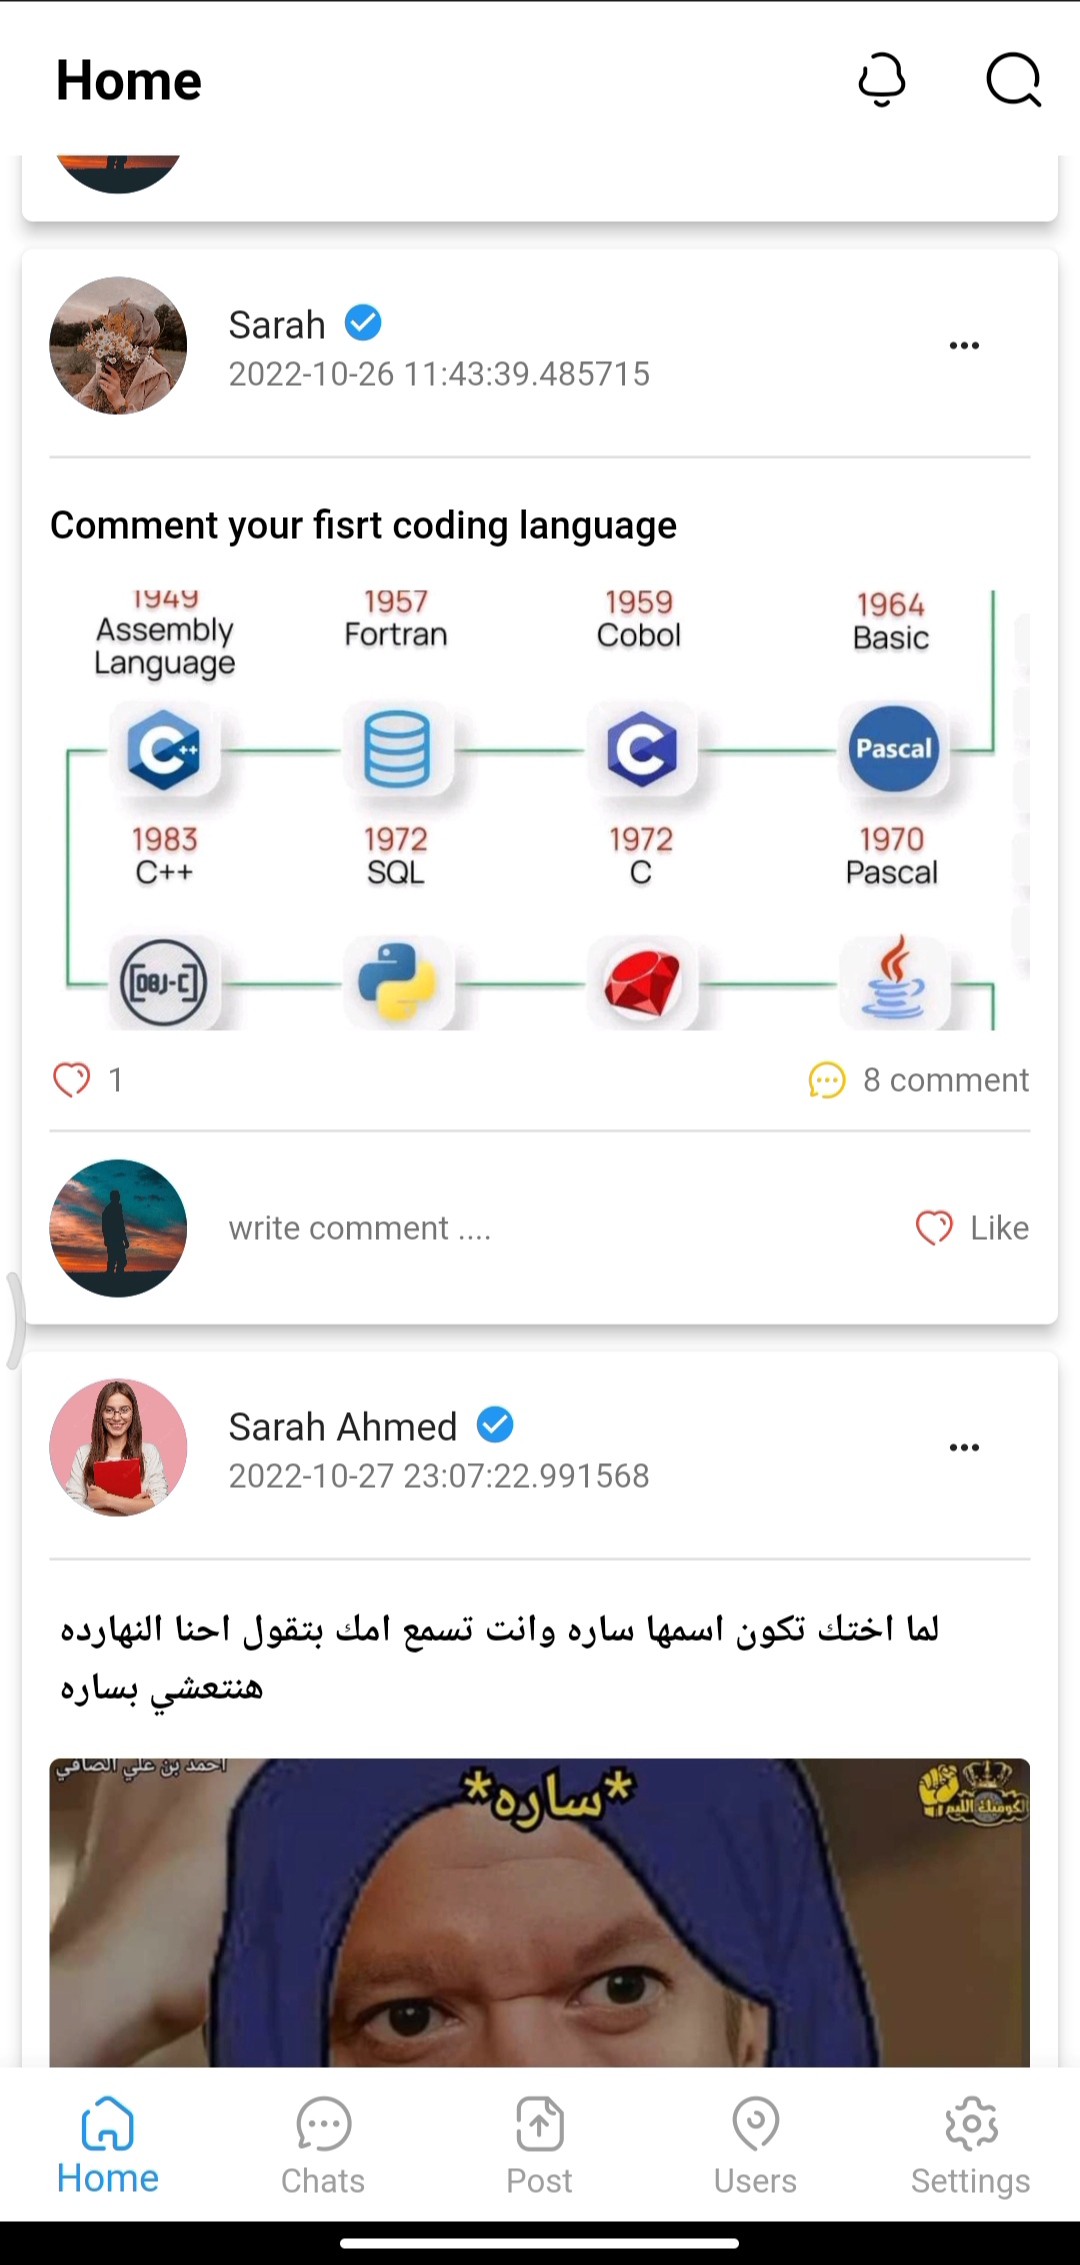 Home
Sarah
2022-10-26 11:43:39.485715
Comment your fisrt coding language
1949 1957 1959 1964
Assembly Language Fortran Cobol Basic
C++ C Pascal
1983 1972 1972 1970
C++ SQL C Pascal
[OBJ-C]
1
8 comment
write comment ....
Like
Sarah Ahmed
2022-10-27 23:07:22.991568
لما اختك تكون اسمها ساره وانت تسمع امك بتقول احنا النهارده
هنتعشي بساره
احمد بن علي الصافي
*ساره*
الكوميك الليبي
Home Chats Post Users Settings